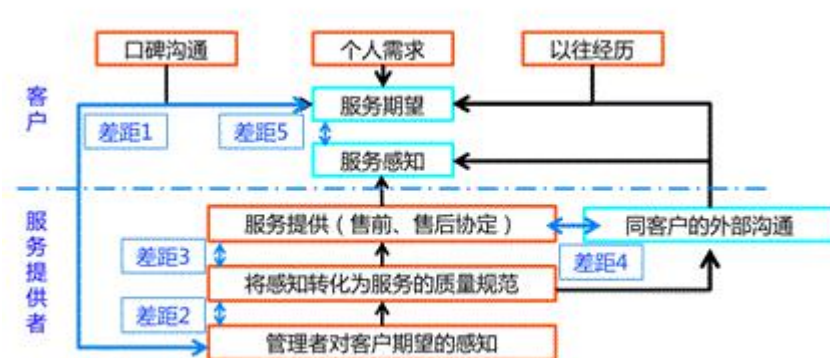 口碑沟通
个人需求
以往经历
客户
服务期望
差距1
差距5
服务感知
服务提供者
服务提供（售前、售后协定）
同客户的外部沟通
差距3
差距4
将感知转化为服务的质量规范
差距2
管理者对客户期望的感知